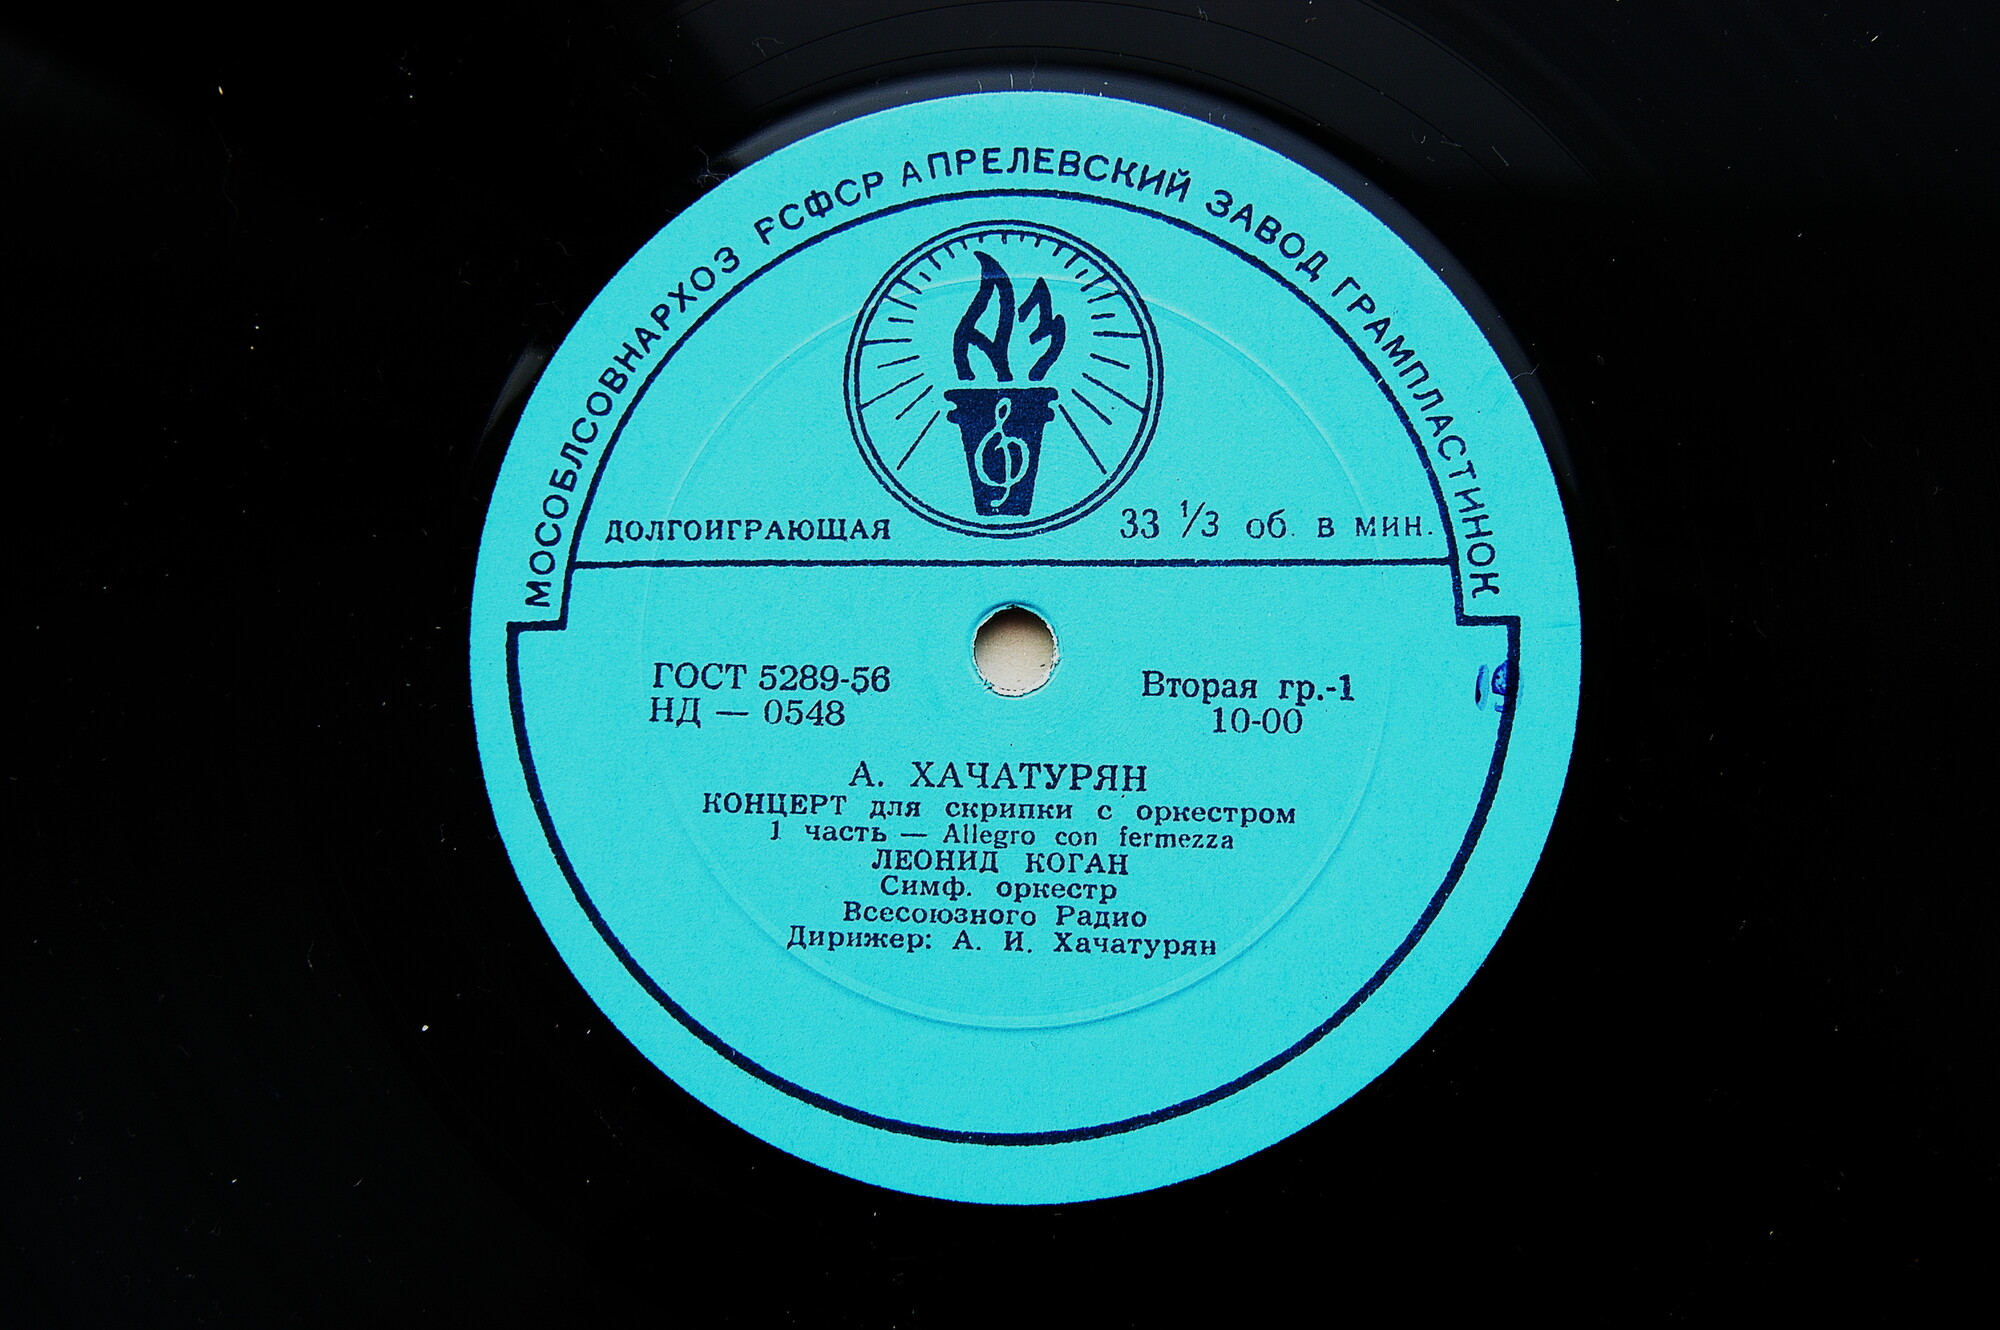 МОСОБЛСОВНАРХОЗ РСФСР АПРЕЛЕВСКИЙ ЗАВОД ГРАМПЛАСТИНОК
АЗ
ДОЛГОИГРАЮЩАЯ 33 1/3 об. в мин.
ГОСТ 5289-56 Вторая гр.-1
НД — 0548 10-00
А. ХАЧАТУРЯН
КОНЦЕРТ для скрипки с оркестром
1 часть — Allegro con fermezza
ЛЕОНИД КОГАН
Симф. оркестр
Всесоюзного Радио
Дирижер: А. И. Хачатурян